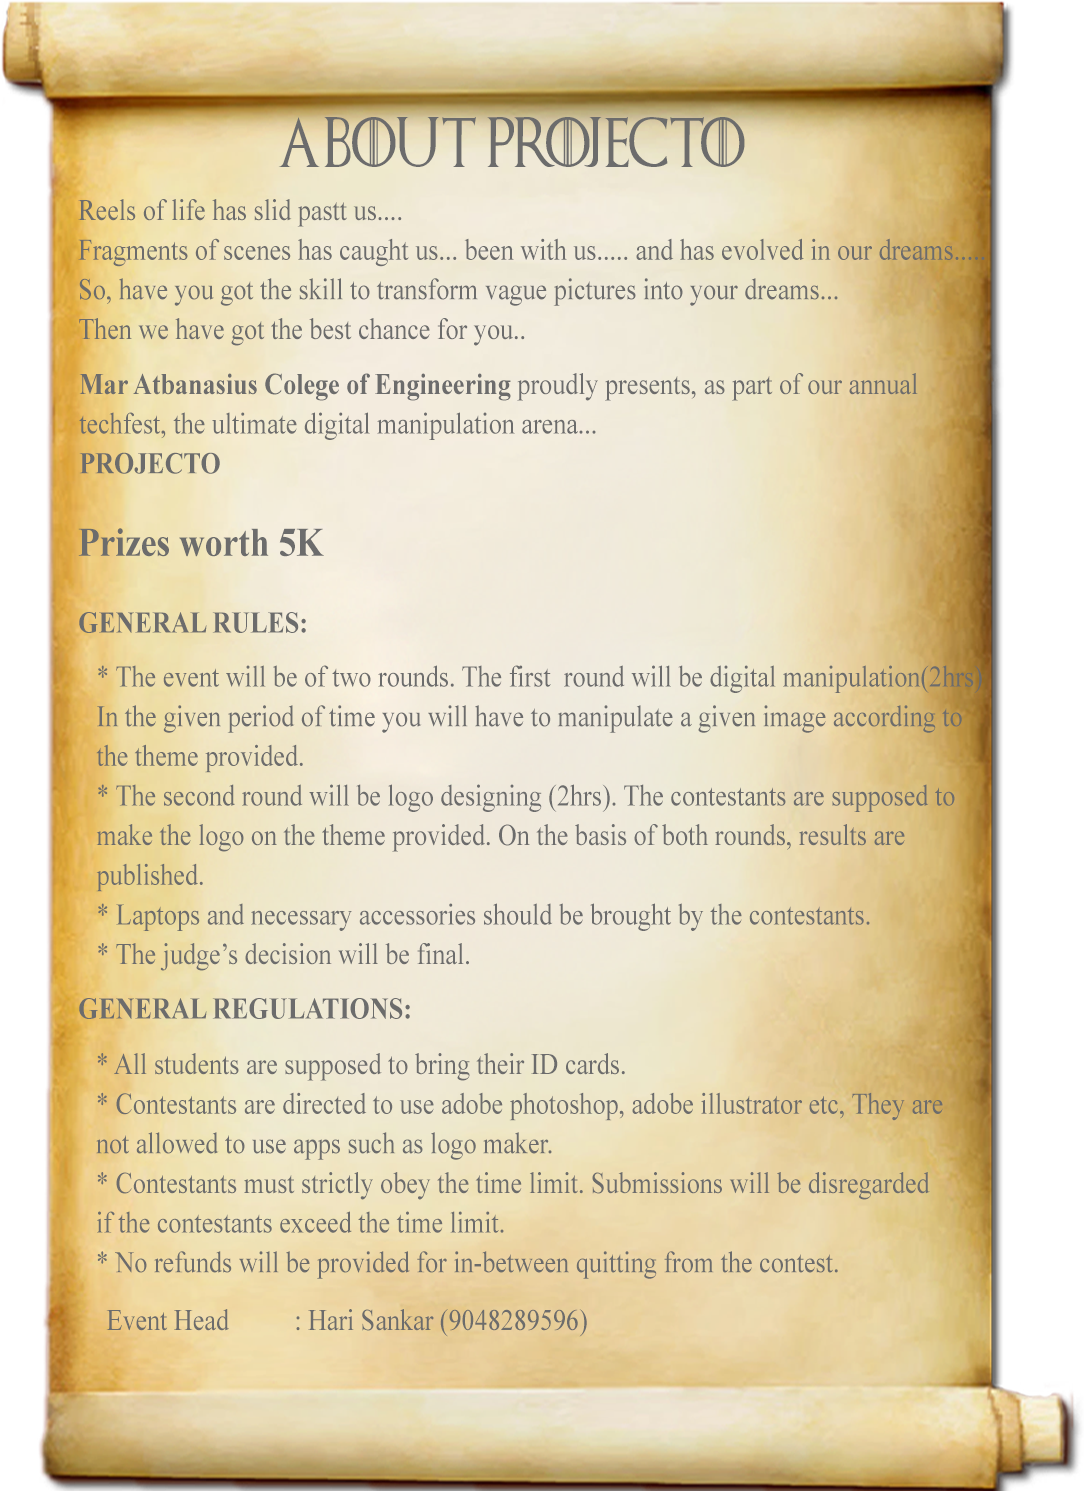 ABOUT PROJECTO
Reels of life has slid pastt us....
Fragments of scenes has caught us... been with us..... and has evolved in our dreams.....
So, have you got the skill to transform vague pictures into your dreams...
Then we have got the best chance for you..
Mar Atbanasius Colege of Engineering proudly presents, as part of our annual
techfest, the ultimate digital manipulation arena...
PROJECTO
Prizes worth 5K
GENERAL RULES:
* The event will be of two rounds. The first  round will be digital manipulation(2hrs)
In the given period of time you will have to manipulate a given image according to
the theme provided.
* The second round will be logo designing (2hrs). The contestants are supposed to
make the logo on the theme provided. On the basis of both rounds, results are
published.
* Laptops and necessary accessories should be brought by the contestants.
* The judge’s decision will be final.
GENERAL REGULATIONS:
* All students are supposed to bring their ID cards.
* Contestants are directed to use adobe photoshop, adobe illustrator etc, They are
not allowed to use apps such as logo maker.
* Contestants must strictly obey the time limit. Submissions will be disregarded
if the contestants exceed the time limit.
* No refunds will be provided for in-between quitting from the contest.
Event Head : Hari Sankar (9048289596)